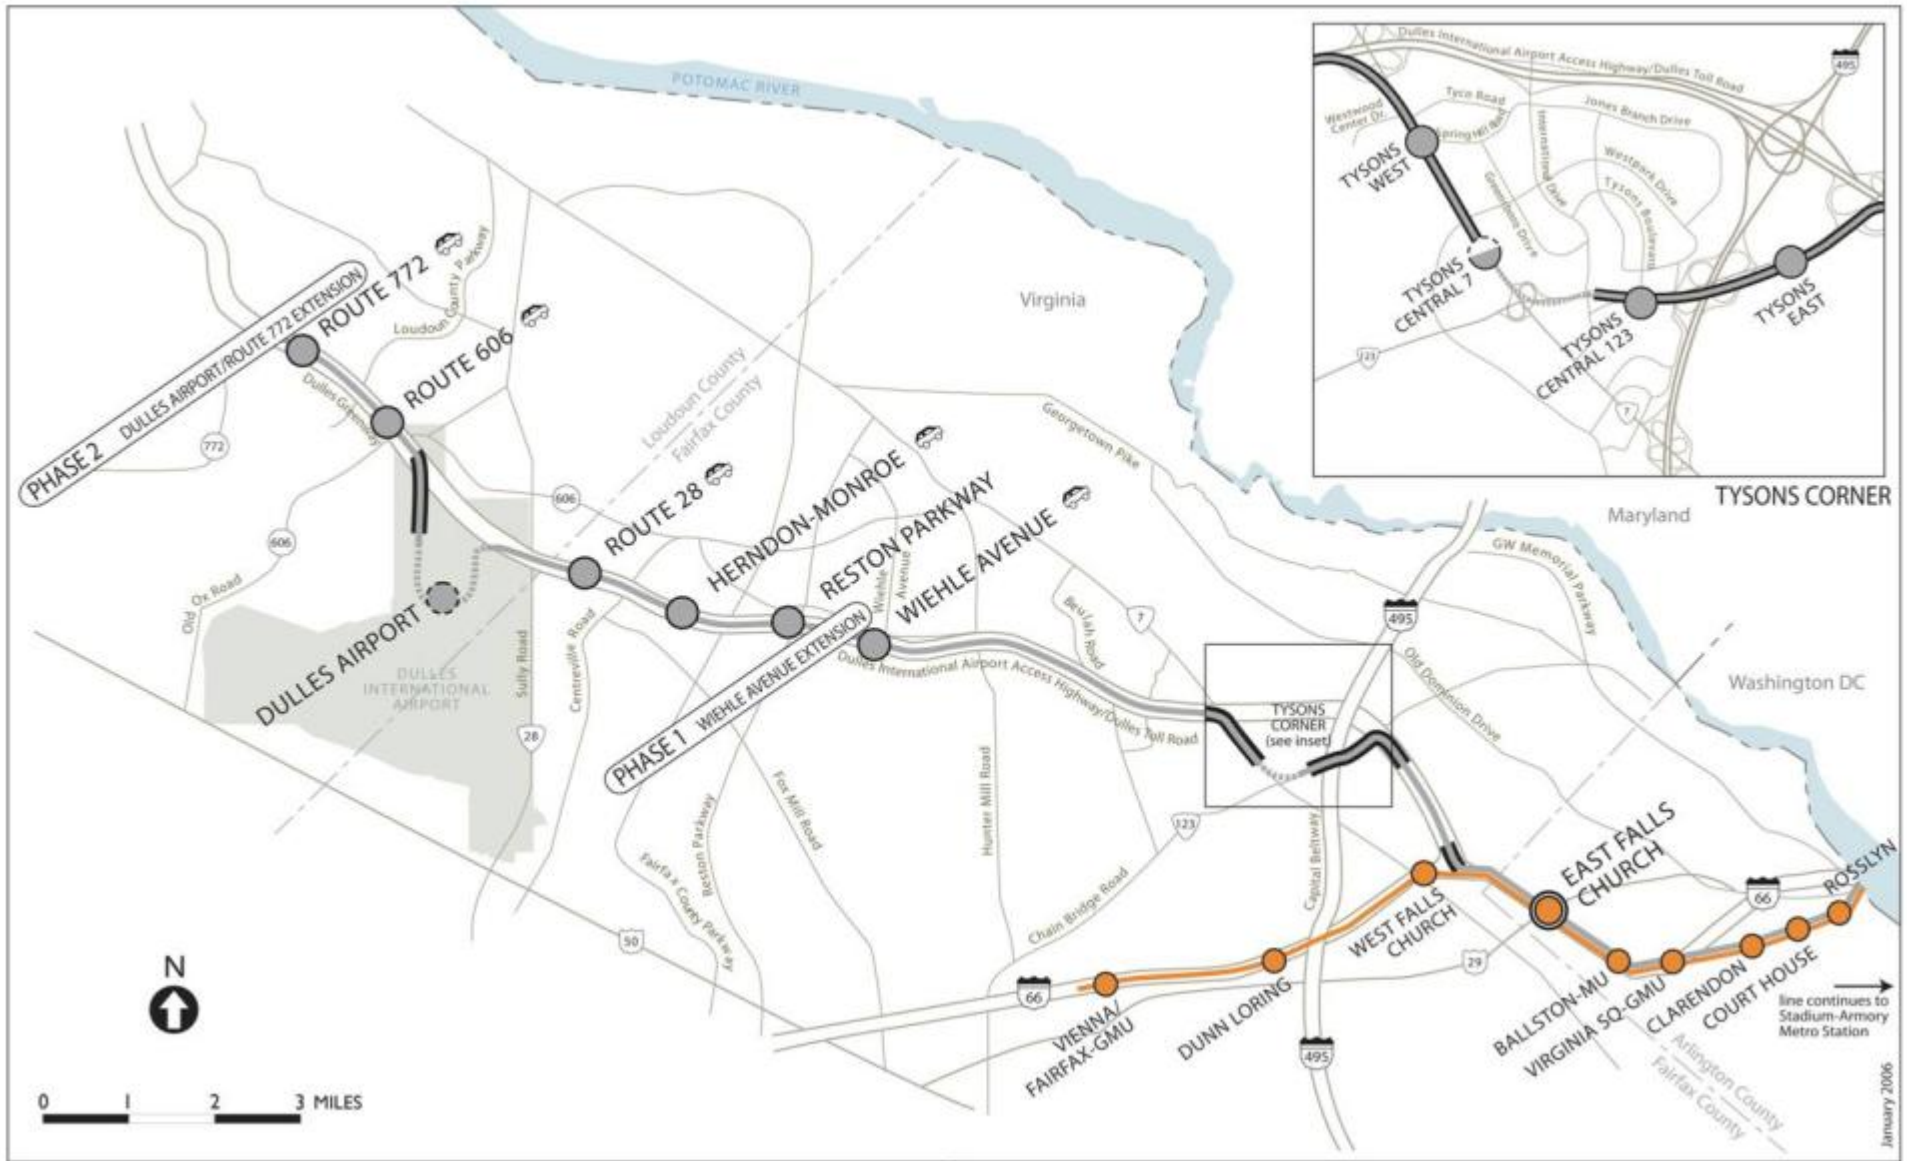 POTOMAC RIVER
Dulles International Airport Access Highway/Dulles Toll Road
495
Westwood
Center Dr.
Tyco Road
Spring Hill Road
International Drive
Jones Branch Drive
Westpark Drive
Tysons Boulevard
Greensboro Drive
TYSONS
WEST
TYSONS
CENTRAL 7
TYSONS
CENTRAL 123
TYSONS
EAST
123
7
TYSONS CORNER
Virginia
Maryland
Washington DC
Loudoun County
Fairfax County
PHASE 2 DULLES AIRPORT/ROUTE 772 EXTENSION
ROUTE 772
Loudoun County Parkway
ROUTE 606
Dulles Greenway
772
606
606
Old Ox Road
DULLES AIRPORT
DULLES
INTERNATIONAL
AIRPORT
Sully Road
28
Centreville Road
ROUTE 28
HERNDON-MONROE
RESTON PARKWAY
Wiehle
Avenue
WIEHLE AVENUE
PHASE 1 WIEHLE AVENUE EXTENSION
Dulles International Airport Access Highway/Dulles Toll Road
Georgetown Pike
GW Memorial Parkway
Beulah Road
7
495
Old Dominion Drive
TYSONS
CORNER
(see inset)
Fox Mill Road
Reston Parkway
Fairfax County Parkway
Hunter Mill Road
123
Chain Bridge Road
Capital Beltway
50
66
29
495
66
VIENNA/
FAIRFAX-GMU
DUNN LORING
WEST FALLS
CHURCH
EAST FALLS
CHURCH
BALLSTON-MU
VIRGINIA SQ-GMU
CLARENDON
COURT HOUSE
ROSSLYN
line continues to
Stadium-Armory
Metro Station
Arlington County
Fairfax County
January 2006
N
0 1 2 3 MILES